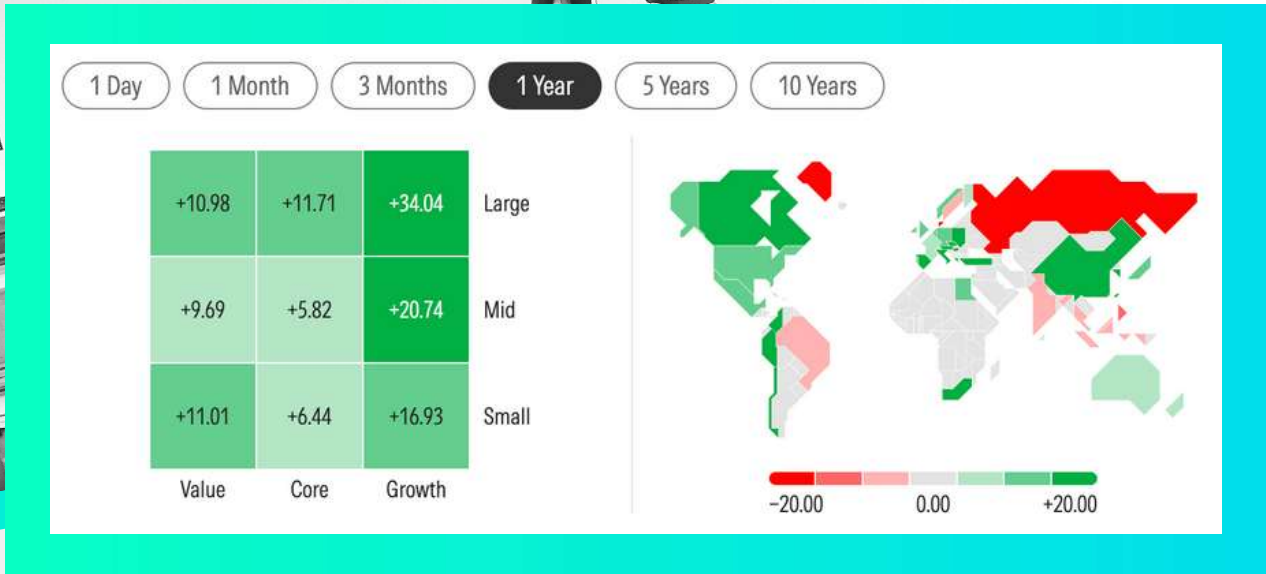 1 Day 1 Month 3 Months 1 Year 5 Years 10 Years
+10.98 +11.71 +34.04 Large
+9.69 +5.82 +20.74 Mid
+11.01 +6.44 +16.93 Small
Value Core Growth
−20.00 0.00 +20.00